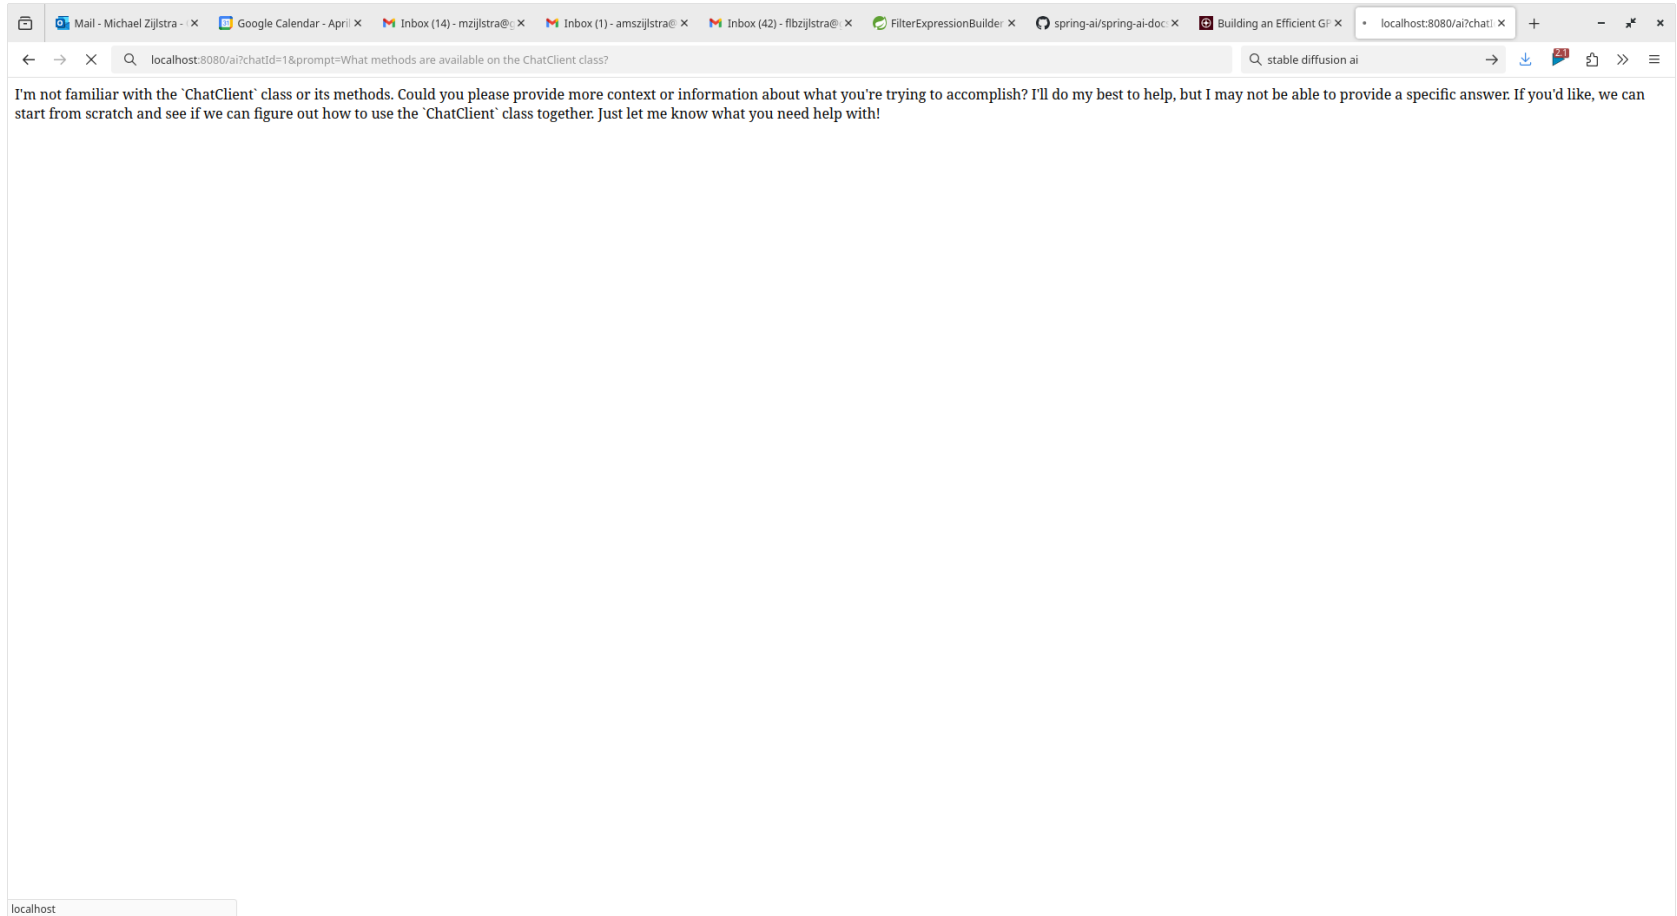 Mail - Michael Zijlstra -
Google Calendar - April
Inbox (14) - mzijlstra@g
Inbox (1) - amszijlstra@
Inbox (42) - flbzijlstra@
FilterExpressionBuilder
spring-ai/spring-ai-doc
Building an Efficient GP
localhost:8080/ai?chatI
localhost:8080/ai?chatId=1&prompt=What methods are available on the ChatClient class?
stable diffusion ai
2.1
I'm not familiar with the `ChatClient` class or its methods. Could you please provide more context or information about what you're trying to accomplish? I'll do my best to help, but I may not be able to provide a specific answer. If you'd like, we can
start from scratch and see if we can figure out how to use the `ChatClient` class together. Just let me know what you need help with!
localhost